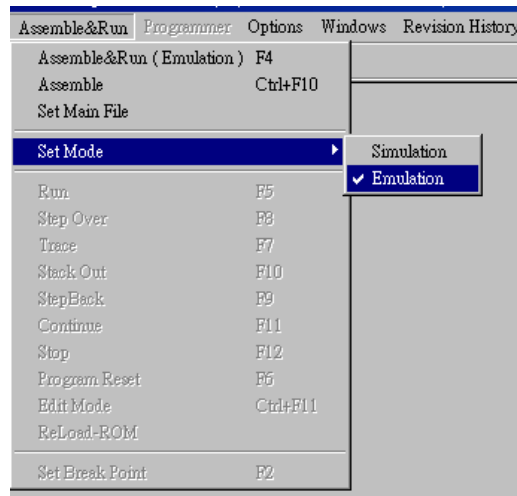 Assemble&Run Programmer Options Windows Revision History
Assemble&Run ( Emulation ) F4
Assemble Ctrl+F10
Set Main File
Set Mode
Simulation
Emulation
Run F5
Step Over F8
Trace F7
Stack Out F10
StepBack F9
Continue F11
Stop F12
Program Reset F6
Edit Mode Ctrl+F11
ReLoad-ROM
Set Break Point F2